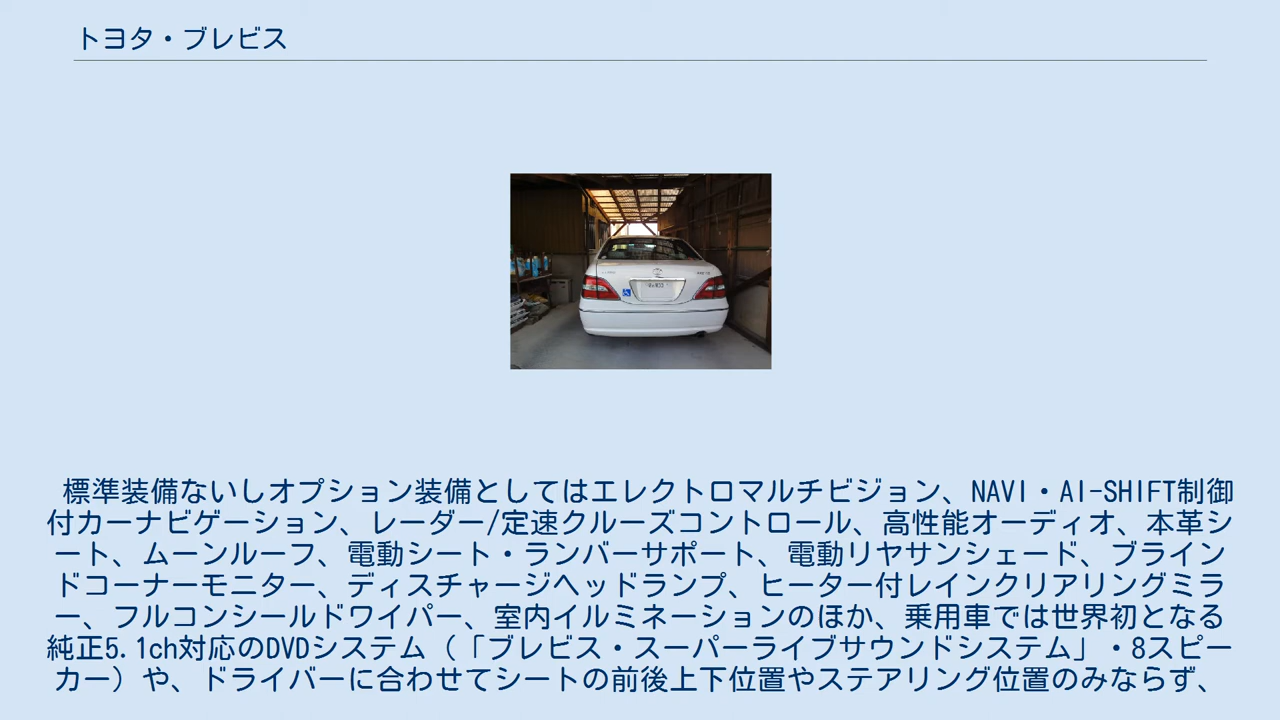 トヨタ・ブレビス
標準装備ないしオプション装備としてはエレクトロマルチビジョン、NAVI・AI-SHIFT制御
付カーナビゲーション、レーダー/定速クルーズコントロール、高性能オーディオ、本革シ
ート、ムーンルーフ、電動シート・ランバーサポート、電動リヤサンシェード、ブライン
ドコーナーモニター、ディスチャージヘッドランプ、ヒーター付レインクリアリングミラ
ー、フルコンシールドワイパー、室内イルミネーションのほか、乗用車では世界初となる
純正5.1ch対応のDVDシステム（「ブレビス・スーパーライブサウンドシステム」・8スピー
カー）や、ドライバーに合わせてシートの前後上下位置やステアリング位置のみならず、